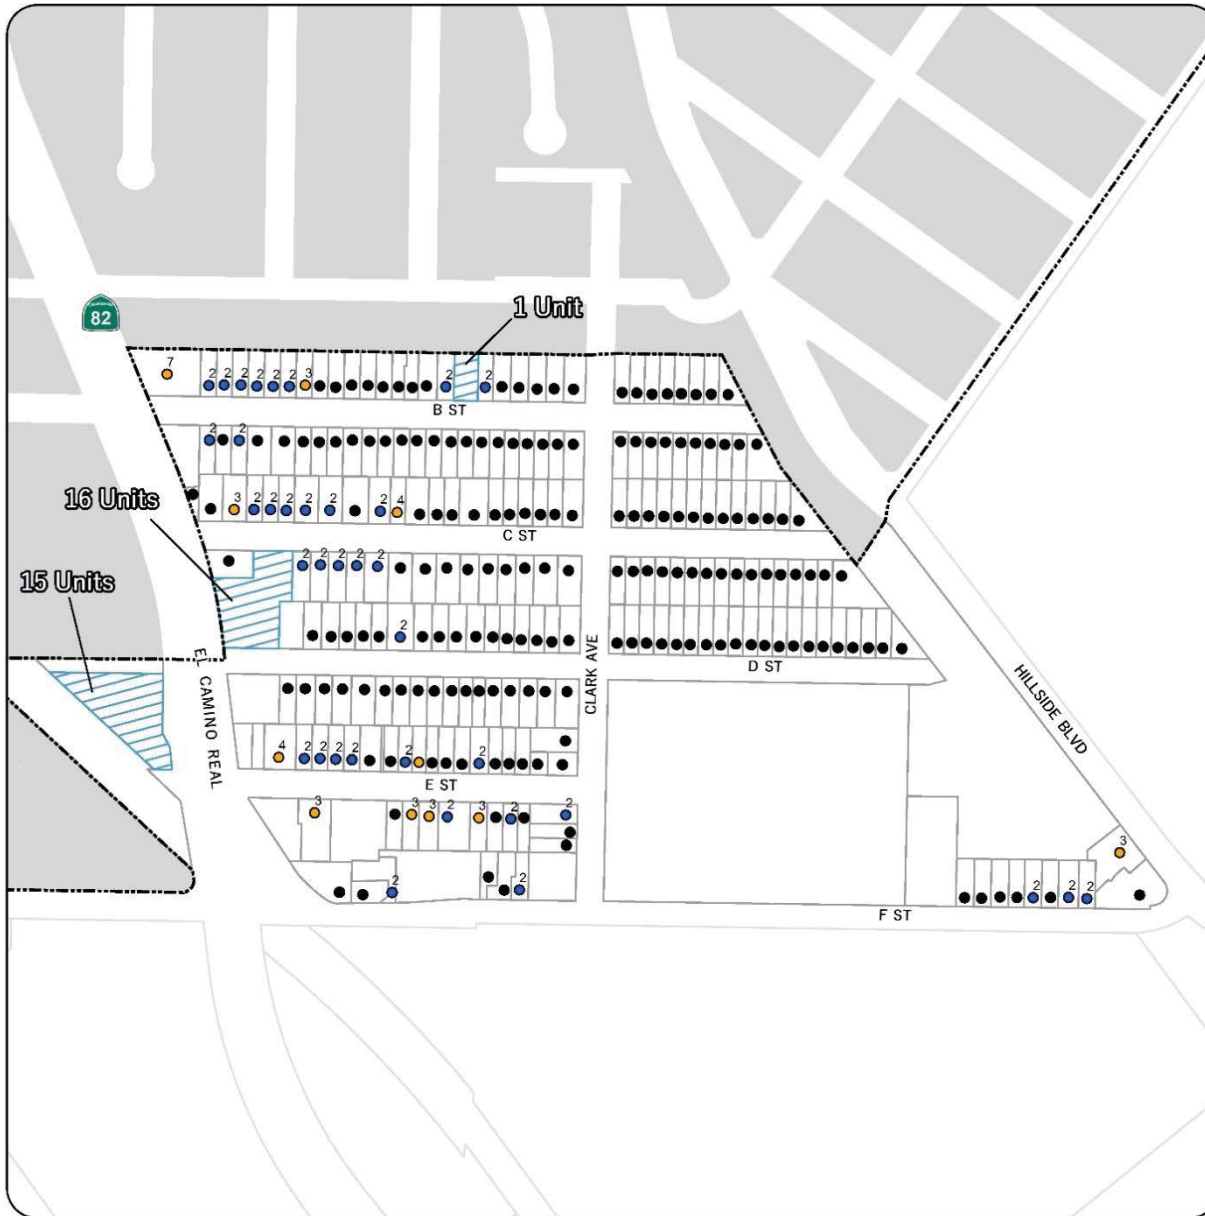 1 Unit
CALIFORNIA
82
7
2 2 2 2 2 2 3 2 2
B ST
2 2
16 Units
3 2 2 2 2 2 2 4
C ST
2 2 2 2 2
15 Units
2
D ST
EL CAMINO REAL
CLARK AVE
HILLSIDE BLVD
4 2 2 2 2 2 2
E ST
3 3 3 2 3 2 2
3
2 2
2 2 2
F ST